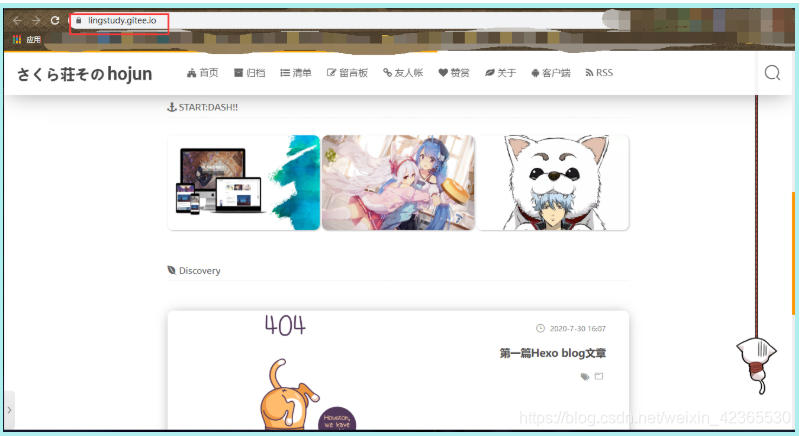 lingstudy.gitee.io
应用
さくら荘その hojun
首页 归档 清单 留言板 友人帐 赞赏 关于 客户端 RSS
START:DASH!!
Discovery
404
2020-7-30 16:07
第一篇Hexo blog文章
Houston,
we have
https://blog.csdn.net/weixin_42365530